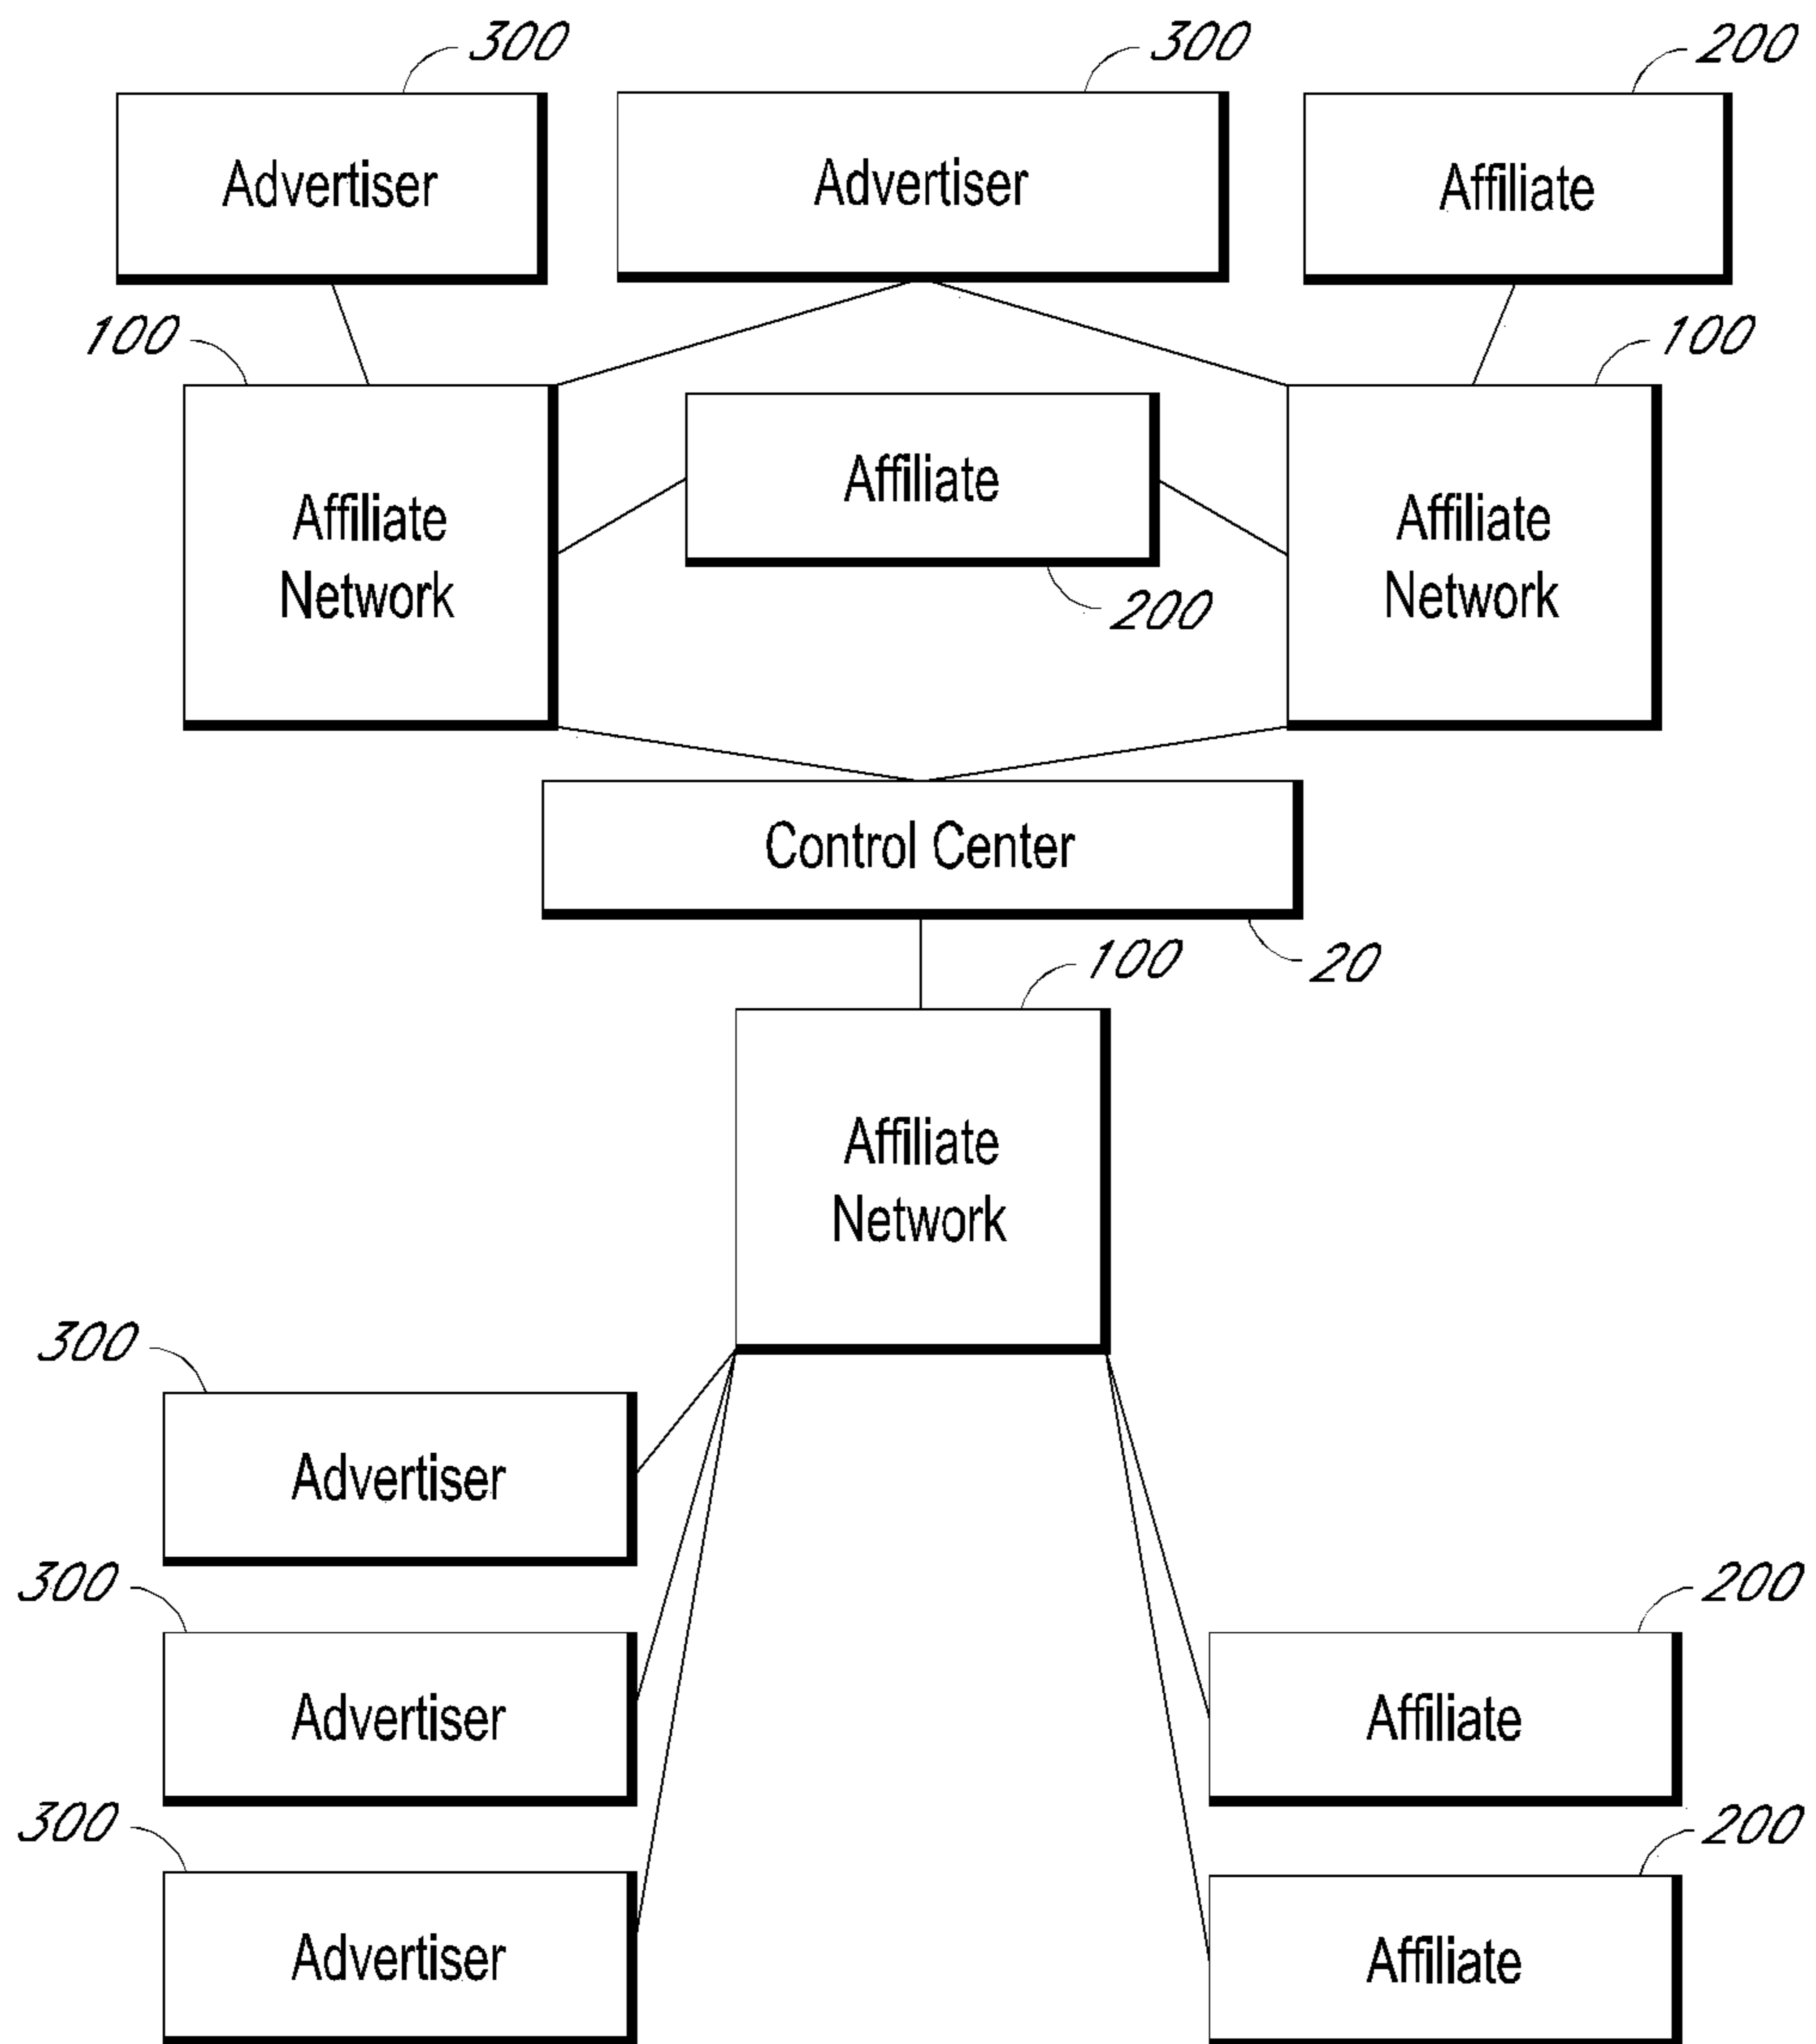 300
300
200
Advertiser
Advertiser
Affiliate
100
100
Affiliate
Network
Affiliate
200
Affiliate
Network
Control Center
20
100
Affiliate
Network
300
Advertiser
300
Advertiser
200
Affiliate
300
Advertiser
200
Affiliate